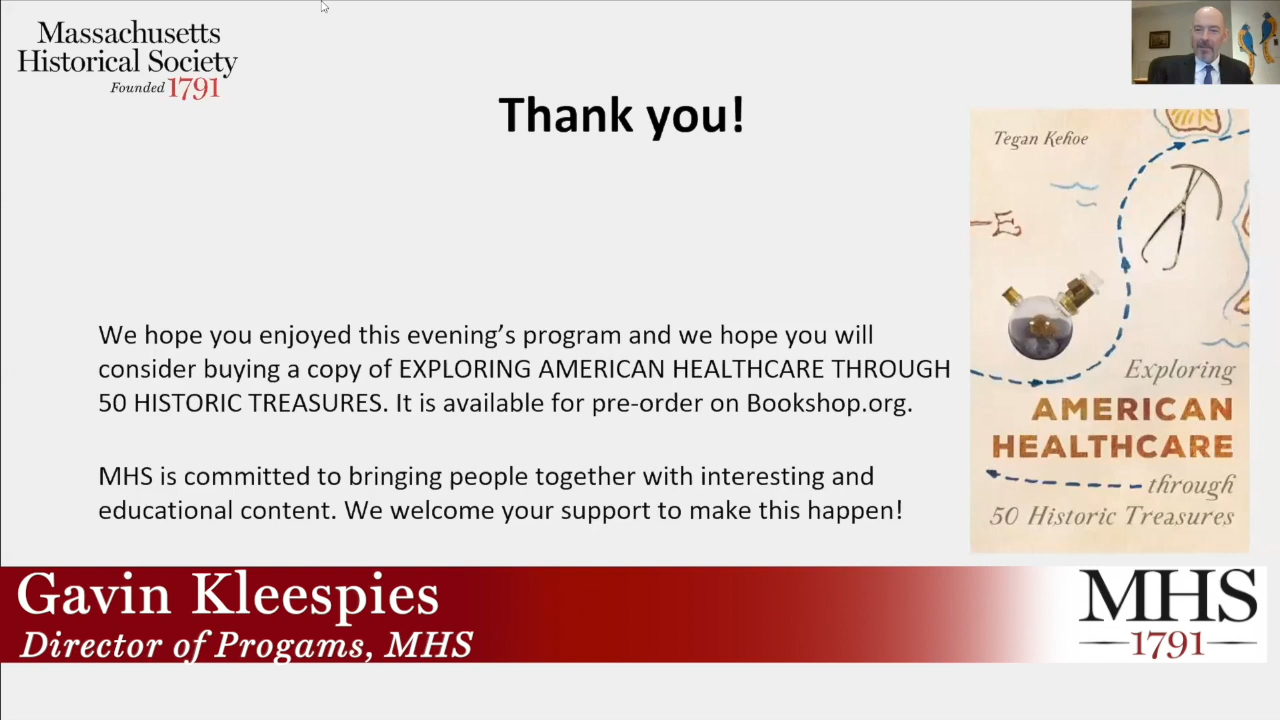 Massachusetts
Historical Society
Founded 1791
Thank you!
Tegan Kehoe
E
We hope you enjoyed this evening's program and we hope you will
consider buying a copy of EXPLORING AMERICAN HEALTHCARE THROUGH
50 HISTORIC TREASURES. It is available for pre-order on Bookshop.org.
MHS is committed to bringing people together with interesting and
educational content. We welcome your support to make this happen!
Exploring
AMERICAN
HEALTHCARE
through
50 Historic Treasures
Gavin Kleespies
Director of Progams, MHS
MHS
1791